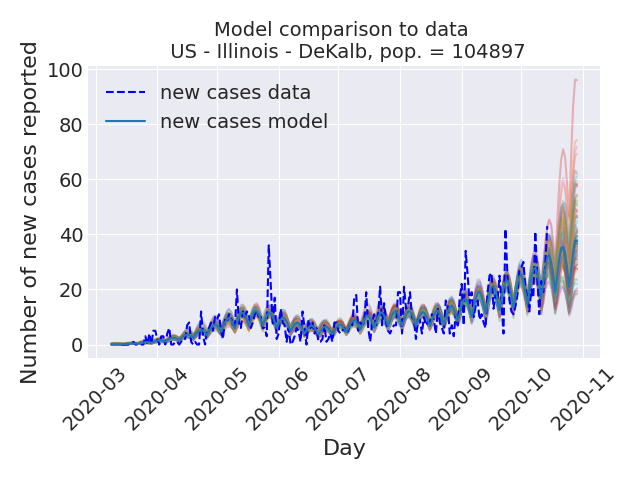 Model comparison to data
US - Illinois - DeKalb, pop. = 104897
Number of new cases reported
100
80
60
40
20
0
new cases data
new cases model
2020-03
2020-04
2020-05
2020-06
2020-07
2020-08
2020-09
2020-10
2020-11
Day